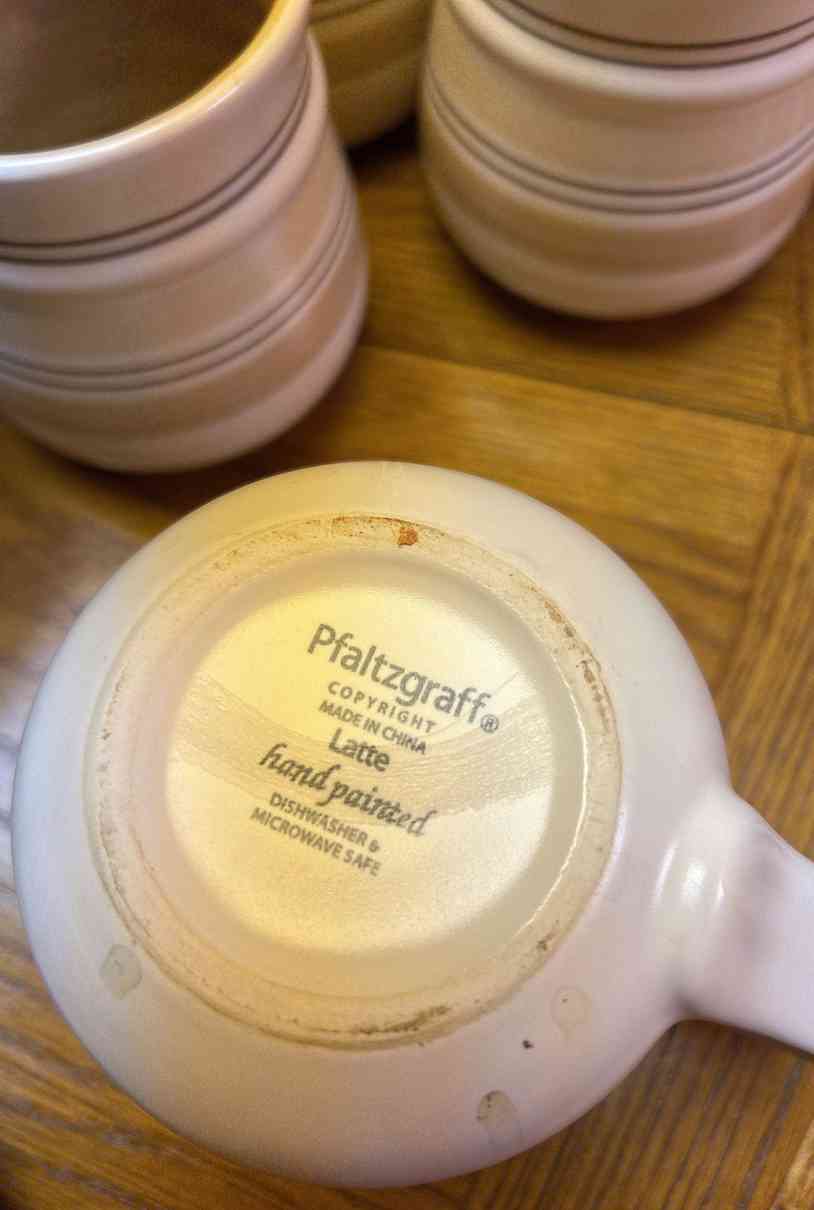 Pfaltzgraff®
COPYRIGHT
MADE IN CHINA
Latte
hand painted
DISHWASHER &
MICROWAVE SAFE